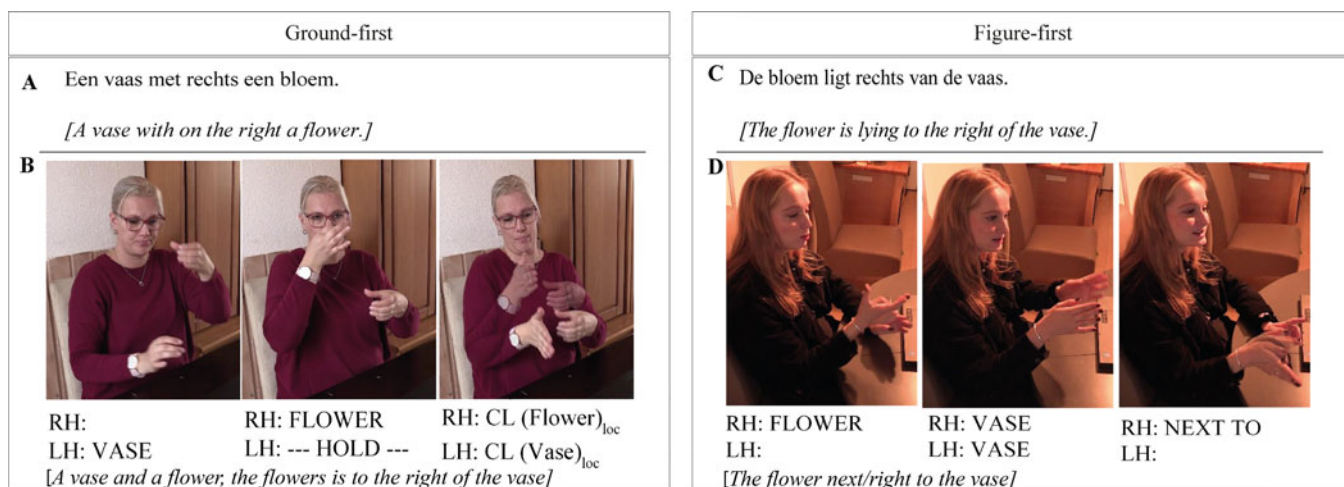 Ground-first
A Een vaas met rechts een bloem.
[A vase with on the right a flower.]
B
RH:
LH: VASE
RH: FLOWER
LH: --- HOLD ---
RH: CL (Flower)loc
LH: CL (Vase)loc
[A vase and a flower, the flowers is to the right of the vase]
Figure-first
C De bloem ligt rechts van de vaas.
[The flower is lying to the right of the vase.]
D
RH: FLOWER
LH:
RH: VASE
LH: VASE
RH: NEXT TO
LH:
[The flower next/right to the vase]